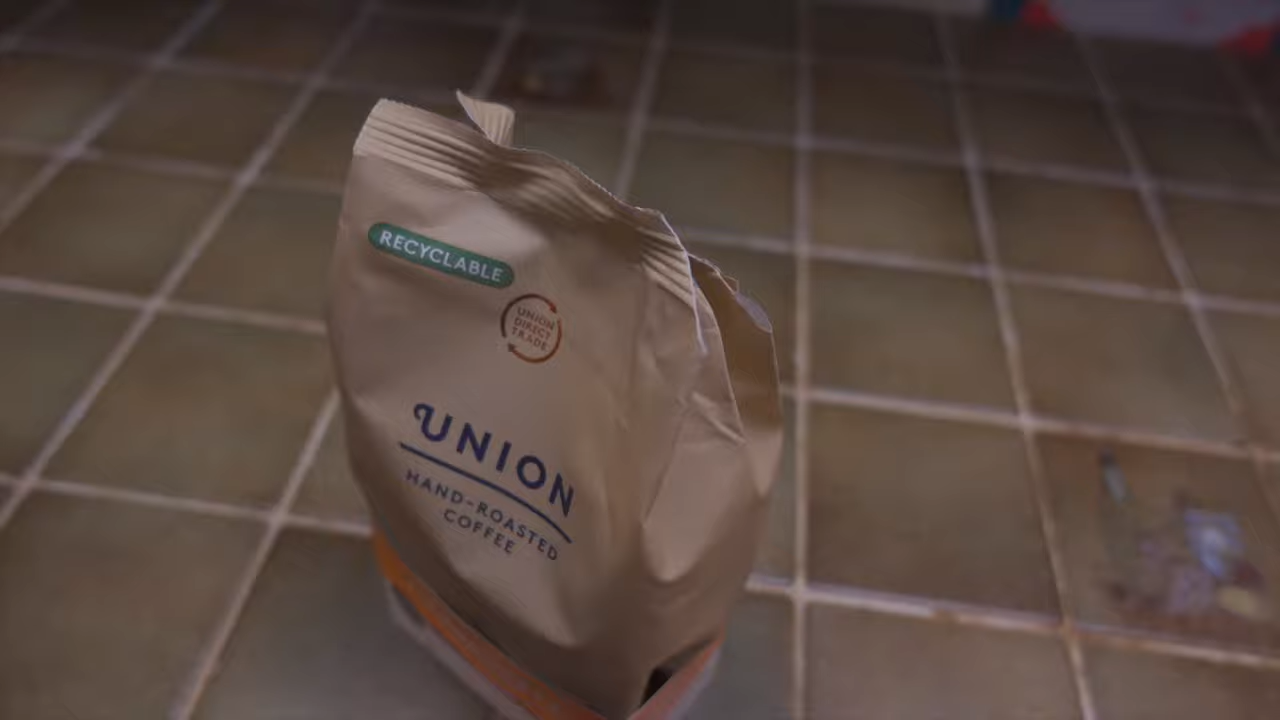 RECYCLABLE
UNION
DIRECT
TRADE
UNION
HAND-ROASTED
COFFEE